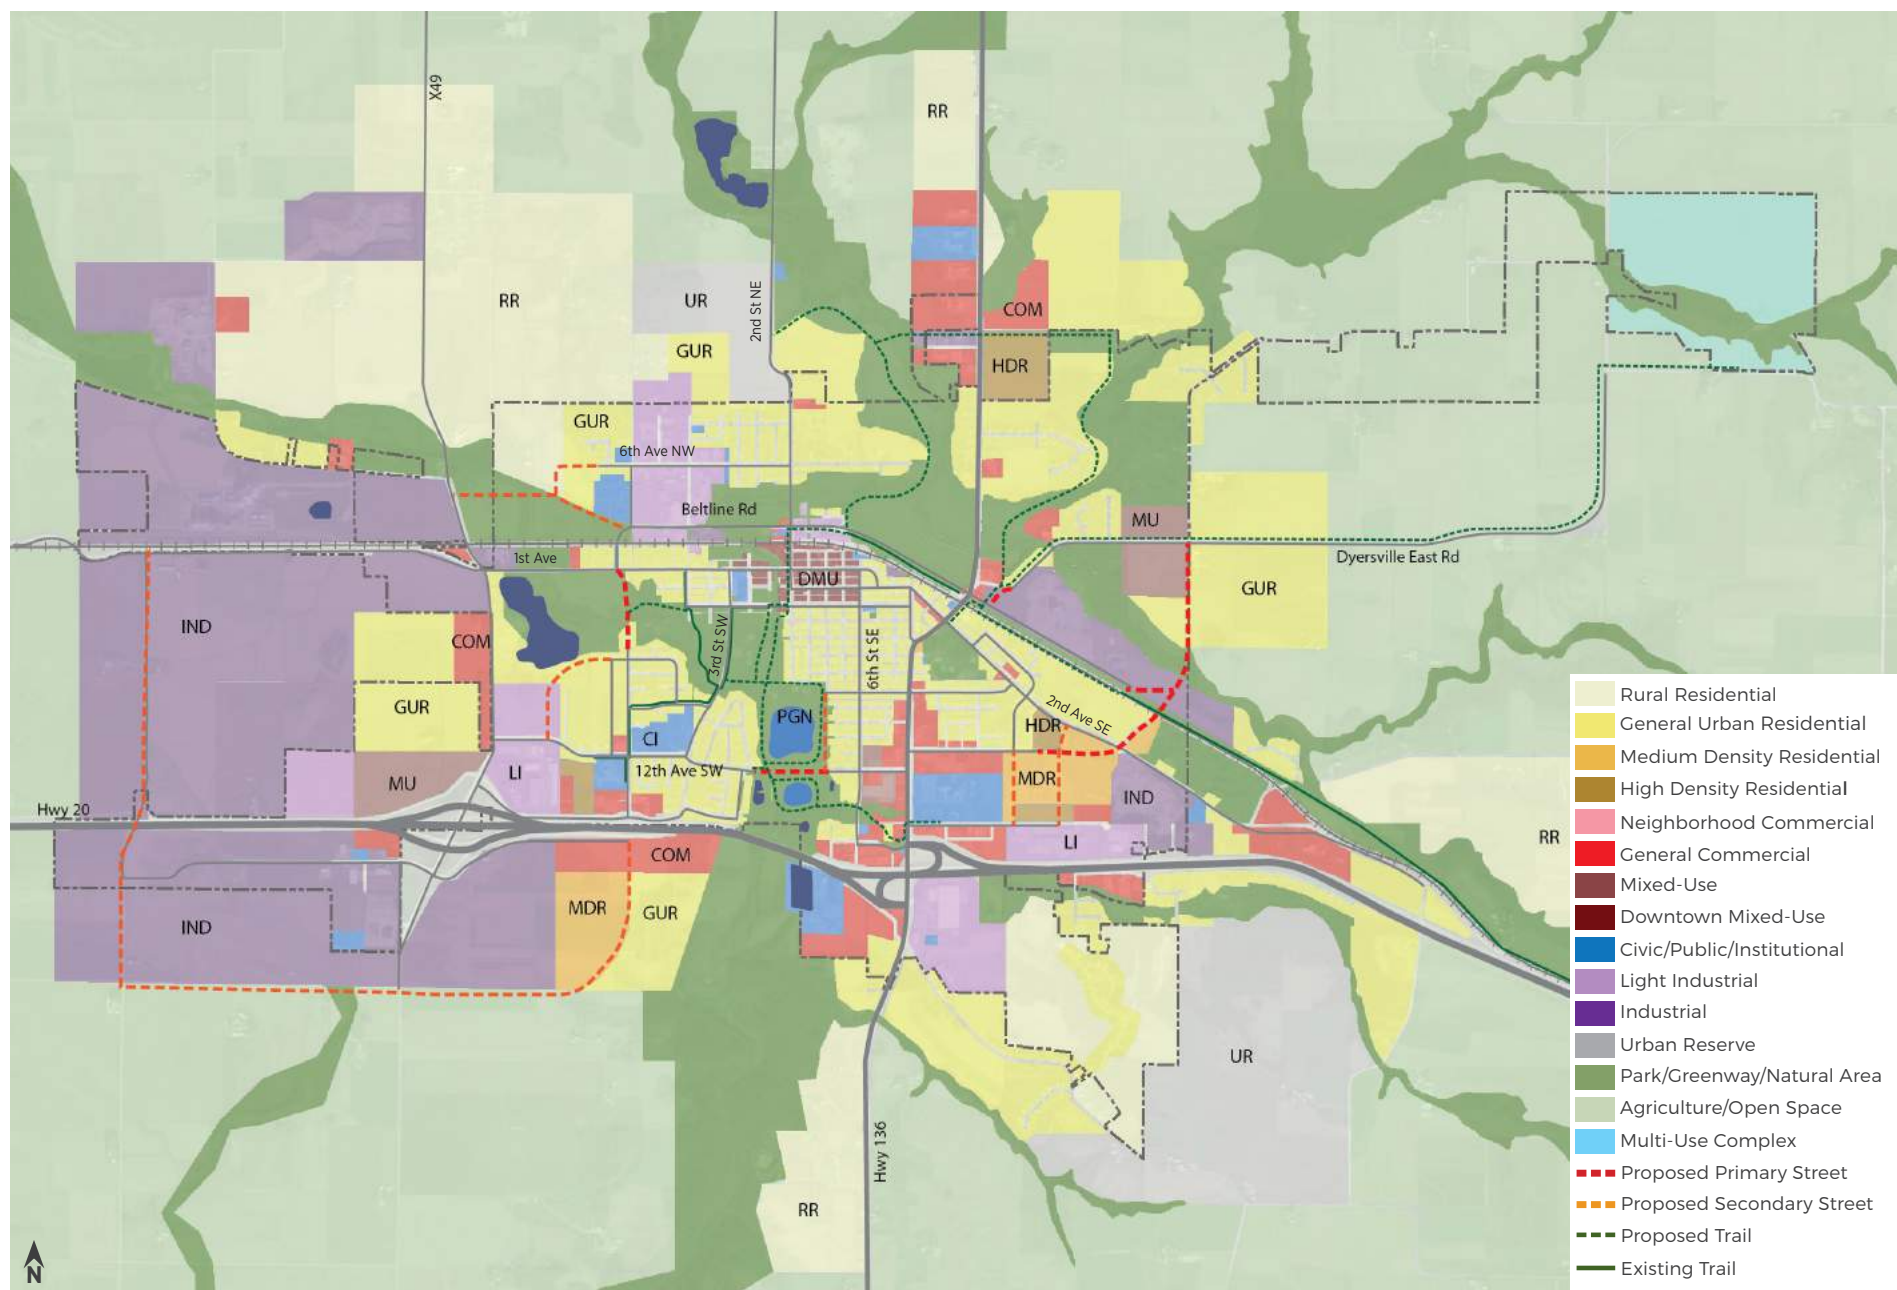 X49
RR
RR
UR
2nd St NE
COM
GUR
HDR
GUR
6th Ave NW
Beltline Rd
MU
1st Ave
Dyersville East Rd
DMU
GUR
IND
COM
3rd St SW
6th St SE
GUR
PGN
2nd Ave SE
HDR
CI
LI
12th Ave SW
MDR
MU
IND
Hwy 20
RR
LI
COM
MDR
GUR
IND
UR
Hwy 136
RR
N
Rural Residential
General Urban Residential
Medium Density Residential
High Density Residential
Neighborhood Commercial
General Commercial
Mixed-Use
Downtown Mixed-Use
Civic/Public/Institutional
Light Industrial
Industrial
Urban Reserve
Park/Greenway/Natural Area
Agriculture/Open Space
Multi-Use Complex
Proposed Primary Street
Proposed Secondary Street
Proposed Trail
Existing Trail